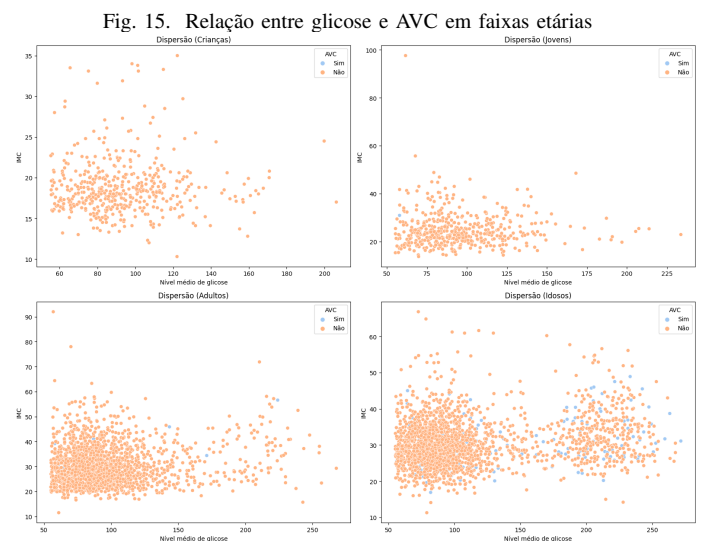 Fig. 15. Relação entre glicose e AVC em faixas etárias
Dispersão (Crianças)
35
30
25
20
15
10
IMC
60
80
100
120
140
160
180
200
Nível médio de glicose
AVC
Sim
Não
Dispersão (Jovens)
100
80
60
40
20
IMC
50
75
100
125
150
175
200
225
Nível médio de glicose
AVC
Sim
Não
Dispersão (Adultos)
90
80
70
60
50
40
30
20
10
IMC
50
100
150
200
250
Nível médio de glicose
AVC
Sim
Não
Dispersão (Idosos)
60
50
40
30
20
10
IMC
50
100
150
200
250
Nível médio de glicose
AVC
Sim
Não